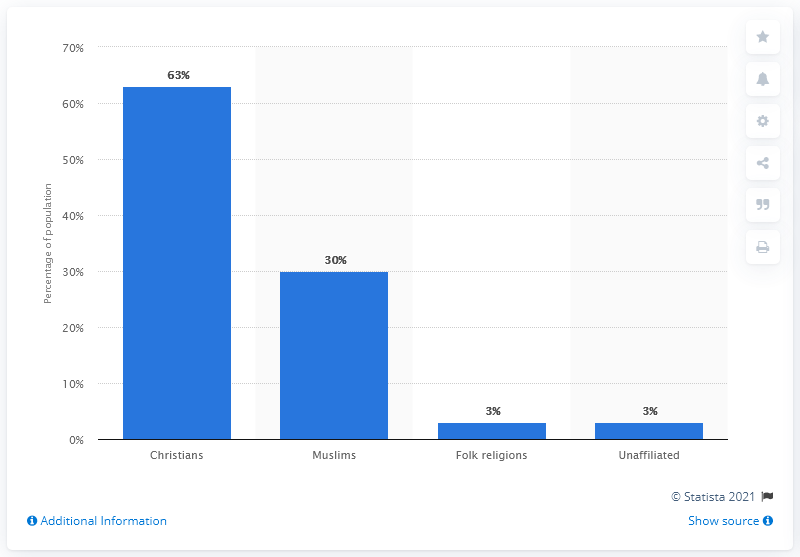 70%
63%
60%
50%
40%
Percentage of population
30%
30%
20%
10%
3%
3%
0%
Christians
Muslims
Folk religions
Unaffiliated
© Statista 2021
Additional Information
Show source